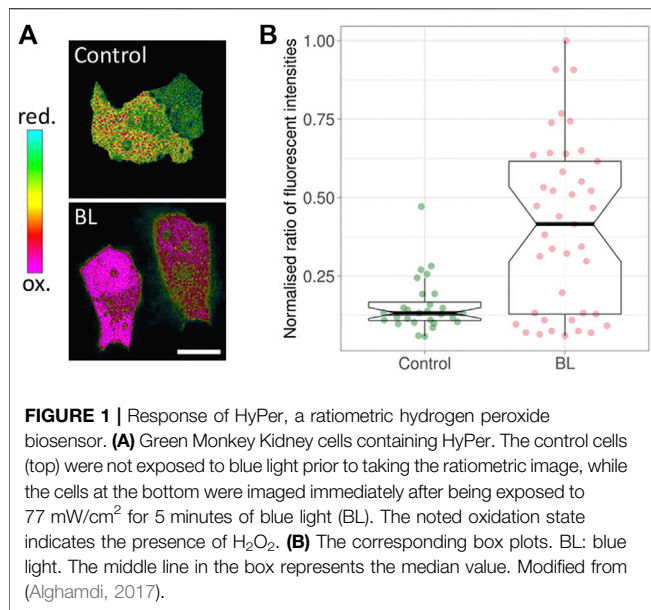 A
Control
red.
BL
ox.
B
Normalised ratio of fluorescent intensities
1.00
0.75
0.50
0.25
Control
BL
FIGURE 1 | Response of HyPer, a ratiometric hydrogen peroxide
biosensor. (A) Green Monkey Kidney cells containing HyPer. The control cells
(top) were not exposed to blue light prior to taking the ratiometric image, while
the cells at the bottom were imaged immediately after being exposed to
77 mW/cm² for 5 minutes of blue light (BL). The noted oxidation state
indicates the presence of H₂O₂. (B) The corresponding box plots. BL: blue
light. The middle line in the box represents the median value. Modified from
(Alghamdi, 2017).